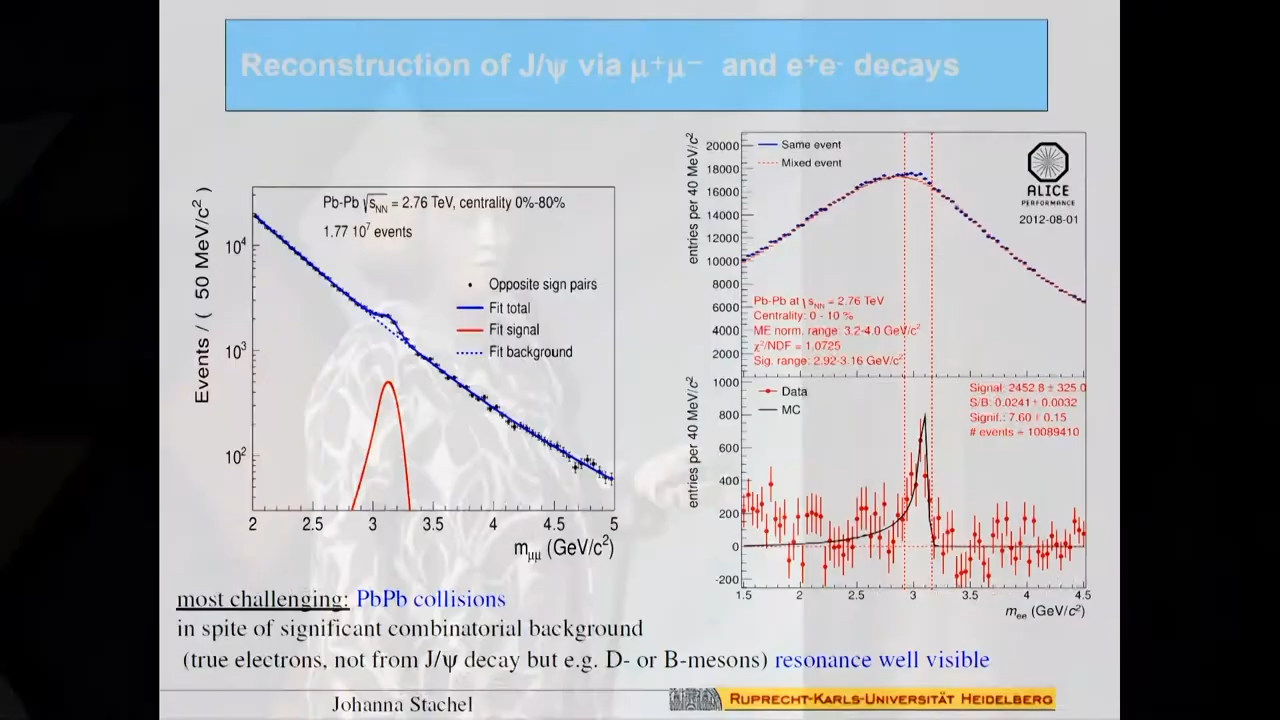 Reconstruction of J/ψ via μ⁺μ⁻ and e⁺e⁻ decays
Events / ( 50 MeV/c² )
Pb-Pb √sNN = 2.76 TeV, centrality 0%-80%
1.77 10⁷ events
Opposite sign pairs
Fit total
Fit signal
Fit background
10⁴
10³
10²
2 2.5 3 3.5 4 4.5 5
mμμ (GeV/c²)
entries per 40 MeV/c²
Same event
Mixed event
ALICE
PERFORMANCE
2012-08-01
20000
18000
16000
14000
12000
10000
8000
6000
4000
2000
Pb-Pb at √sNN = 2.76 TeV
Centrality: 0 - 10 %
ME norm. range: 3.2-4.0 GeV/c²
χ²/NDF = 1.0725
Sig. range: 2.92-3.16 GeV/c²
entries per 40 MeV/c²
Data
MC
Signal: 2452.8 ± 325.0
S/B: 0.0241 ± 0.0032
Signif.: 7.60 ± 0.15
# events = 10089410
1000
800
600
400
200
0
-200
1.5 2 2.5 3 3.5 4 4.5
mee (GeV/c²)
most challenging: PbPb collisions
in spite of significant combinatorial background
(true electrons, not from J/ψ decay but e.g. D- or B-mesons) resonance well visible
Johanna Stachel
RUPRECHT-KARLS-UNIVERSITÄT HEIDELBERG